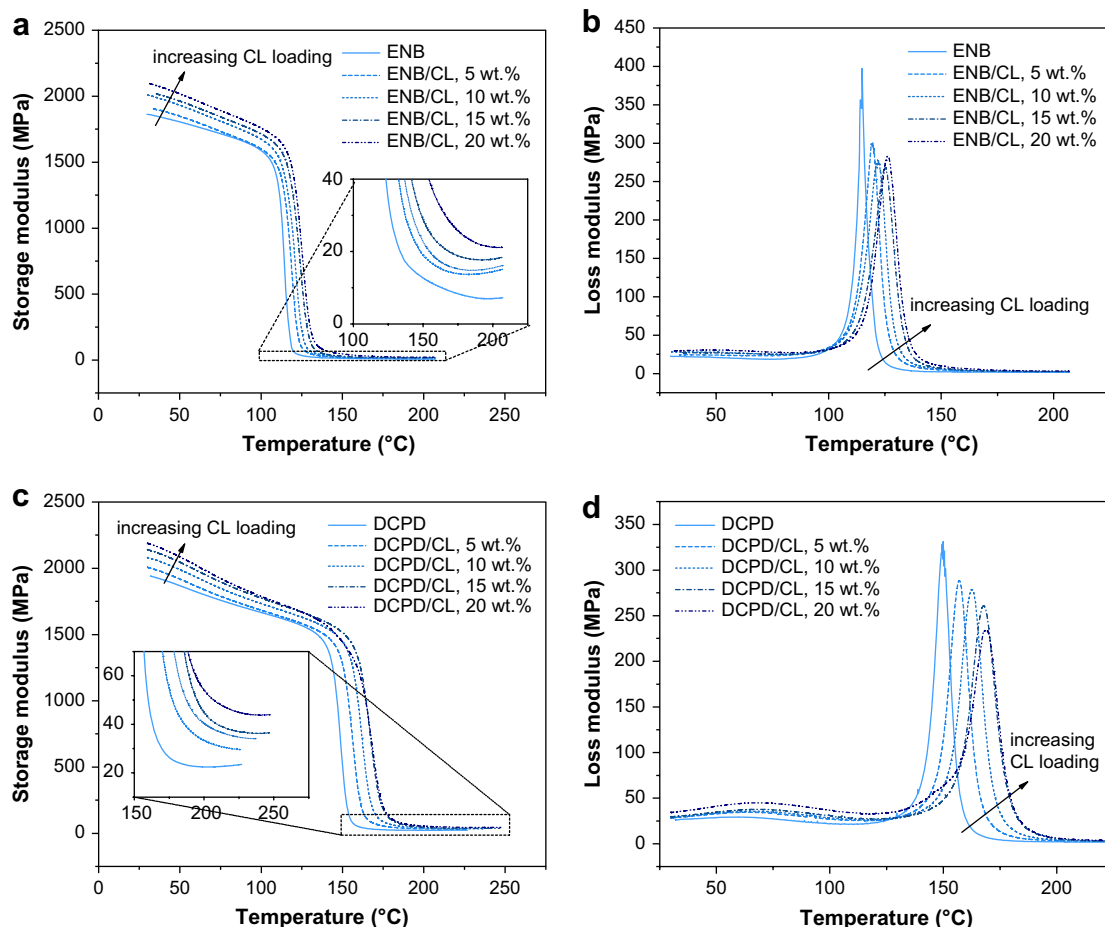 a
Storage modulus (MPa)
2500
2000
1500
1000
500
0
increasing CL loading
ENB
ENB/CL, 5 wt.%
ENB/CL, 10 wt.%
ENB/CL, 15 wt.%
ENB/CL, 20 wt.%
40
20
0
100
150
200
0
50
100
150
200
250
Temperature (°C)
b
Loss modulus (MPa)
450
400
350
300
250
200
150
100
50
0
ENB
ENB/CL, 5 wt.%
ENB/CL, 10 wt.%
ENB/CL, 15 wt.%
ENB/CL, 20 wt.%
increasing CL loading
50
100
150
200
Temperature (°C)
c
Storage modulus (MPa)
2500
2000
1500
1000
500
0
increasing CL loading
DCPD
DCPD/CL, 5 wt.%
DCPD/CL, 10 wt.%
DCPD/CL, 15 wt.%
DCPD/CL, 20 wt.%
60
40
20
150
200
250
0
50
100
150
200
250
Temperature (°C)
d
Loss modulus (MPa)
350
300
250
200
150
100
50
0
DCPD
DCPD/CL, 5 wt.%
DCPD/CL, 10 wt.%
DCPD/CL, 15 wt.%
DCPD/CL, 20 wt.%
increasing
CL loading
50
100
150
200
Temperature (°C)